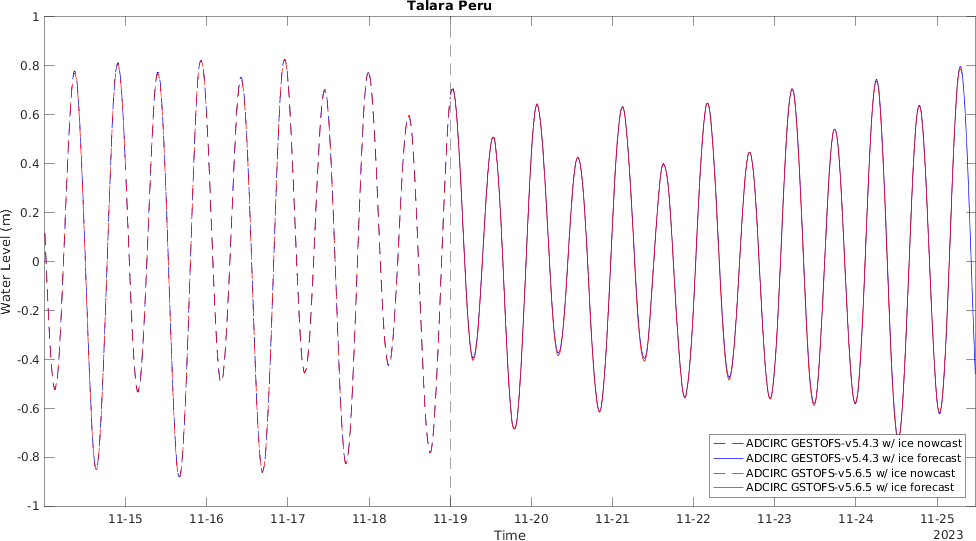 Talara Peru
1
0.8
0.6
0.4
0.2
0
-0.2
-0.4
-0.6
-0.8
-1
Water Level (m)
ADCIRC GESTOFS-v5.4.3 w/ ice nowcast
ADCIRC GESTOFS-v5.4.3 w/ ice forecast
ADCIRC GSTOFS-v5.6.5 w/ ice nowcast
ADCIRC GSTOFS-v5.6.5 w/ ice forecast
11-15 11-16 11-17 11-18 11-19 11-20 11-21 11-22 11-23 11-24 11-25
Time
2023